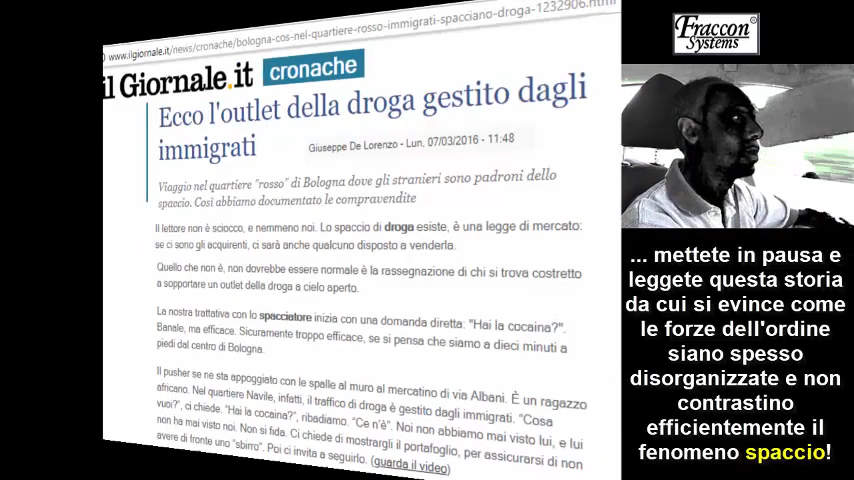 www.ilgiornale.it/news/cronache/bologna-cos-nel-quartiere-rosso-immigrati-spacciano-droga-1232906.html
il Giornale.it cronache
Ecco l'outlet della droga gestito dagli
immigrati
Giuseppe De Lorenzo - Lun, 07/03/2016 - 11:48
Viaggio nel quartiere "rosso" di Bologna dove gli stranieri sono padroni dello
spaccio. Così abbiamo documentato le compravendite
Il lettore non è sciocco, e nemmeno noi. Lo spaccio di droga esiste, è una legge di mercato:
se ci sono gli acquirenti, ci sarà anche qualcuno disposto a venderla.
Quello che non è, non dovrebbe essere normale è la rassegnazione di chi si trova costretto
a sopportare un outlet della droga a cielo aperto.
La nostra trattativa con lo spacciatore inizia con una domanda diretta: "Hai la cocaina?".
Banale, ma efficace. Sicuramente troppo efficace, se si pensa che siamo a dieci minuti a
piedi dal centro di Bologna.
Il pusher se ne sta appoggiato con le spalle al muro al mercatino di via Albani. È un ragazzo
africano. Nel quartiere Navile, infatti, il traffico di droga è gestito dagli immigrati. "Cosa
vuoi?", ci chiede. "Hai la cocaina?", ribadiamo. "Ce n'è". Noi non abbiamo mai visto lui, e lui
non ha mai visto noi. Non si fida. Ci chiede di mostrargli il portafoglio, per assicurarsi di non
avere di fronte uno "sbirro". Poi ci invita a seguirlo. (guarda il video)
Fraccon
Systems
... mettete in pausa e
leggete questa storia
da cui si evince come
le forze dell'ordine
siano spesso
disorganizzate e non
contrastino
efficientemente il
fenomeno spaccio!